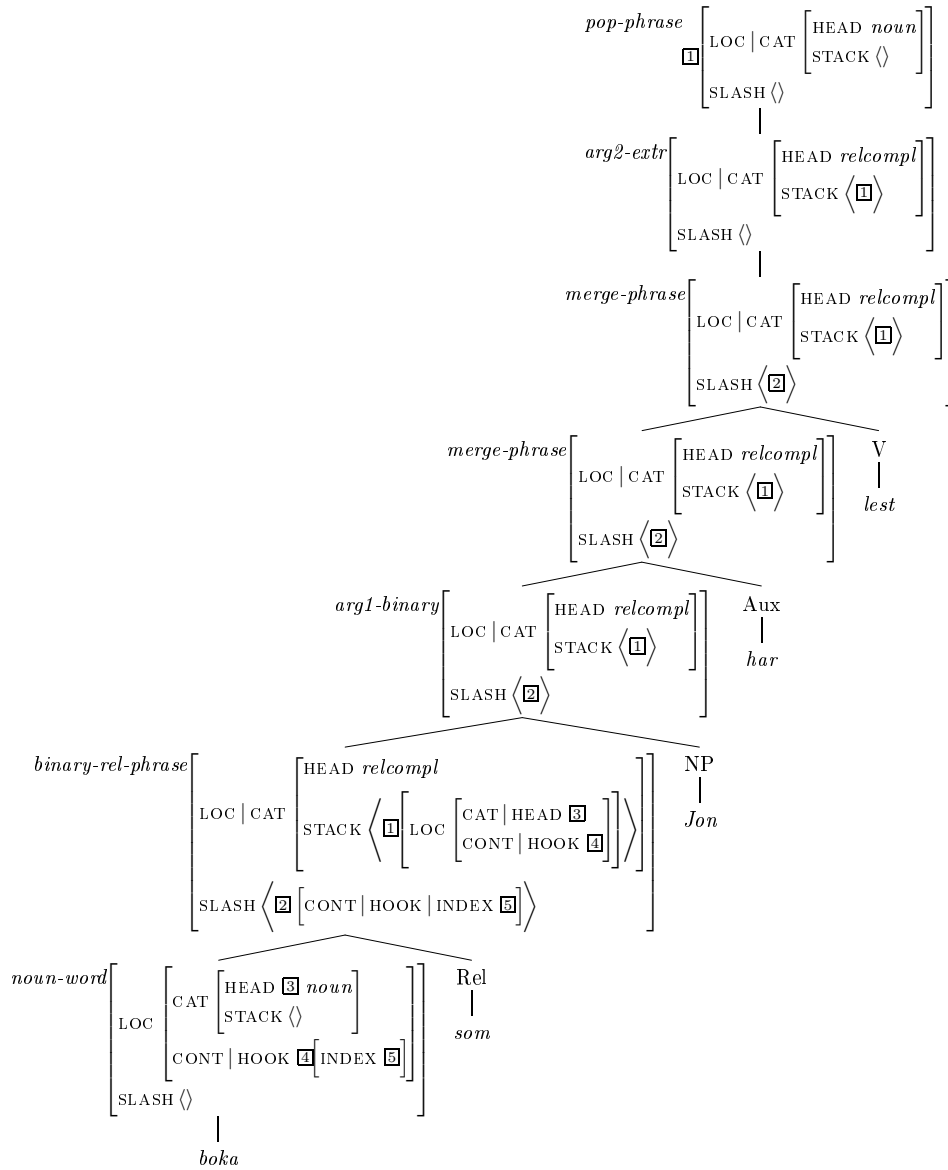 pop-phrase
1 LOC | CAT HEAD noun
STACK ⟨⟩
SLASH ⟨⟩
arg2-extr
LOC | CAT HEAD relcompl
STACK ⟨ 1 ⟩
SLASH ⟨⟩
merge-phrase
LOC | CAT HEAD relcompl
STACK ⟨ 1 ⟩
SLASH ⟨ 2 ⟩
merge-phrase
LOC | CAT HEAD relcompl
STACK ⟨ 1 ⟩
SLASH ⟨ 2 ⟩
V
lest
arg1-binary
LOC | CAT HEAD relcompl
STACK ⟨ 1 ⟩
SLASH ⟨ 2 ⟩
Aux
har
binary-rel-phrase
LOC | CAT HEAD relcompl
STACK ⟨ 1 [ LOC [ CAT | HEAD 3
CONT | HOOK 4 ] ] ⟩
SLASH ⟨ 2 [ CONT | HOOK | INDEX 5 ] ⟩
NP
Jon
noun-word
LOC CAT HEAD 3 noun
STACK ⟨⟩
CONT | HOOK 4 [ INDEX 5 ]
SLASH ⟨⟩
Rel
som
boka